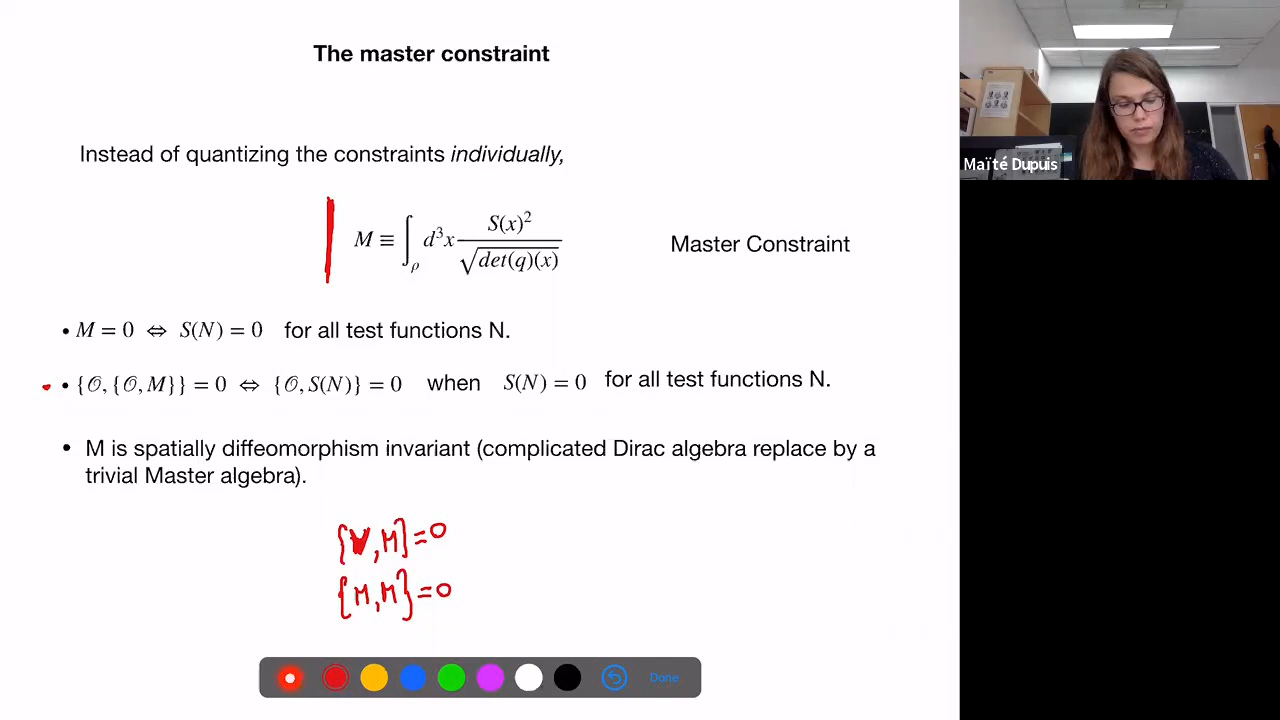 The master constraint
Instead of quantizing the constraints individually,
M ≡ ∫_ρ d³x S(x)² / √det(q)(x)
Master Constraint
• M = 0 ⇔ S(N) = 0 for all test functions N.
• {𝒪, {𝒪, M}} = 0 ⇔ {𝒪, S(N)} = 0 when S(N) = 0 for all test functions N.
• M is spatially diffeomorphism invariant (complicated Dirac algebra replace by a
trivial Master algebra).
{V, M} = 0
{M, M} = 0
Done
Maïté Dupuis